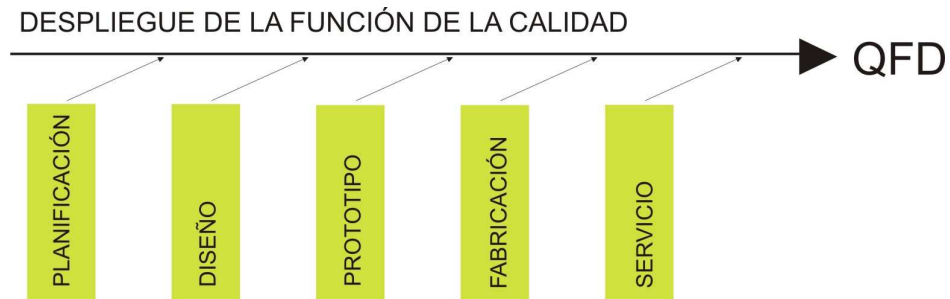 DESPLIEGUE DE LA FUNCIÓN DE LA CALIDAD
QFD
PLANIFICACIÓN
DISEÑO
PROTOTIPO
FABRICACIÓN
SERVICIO